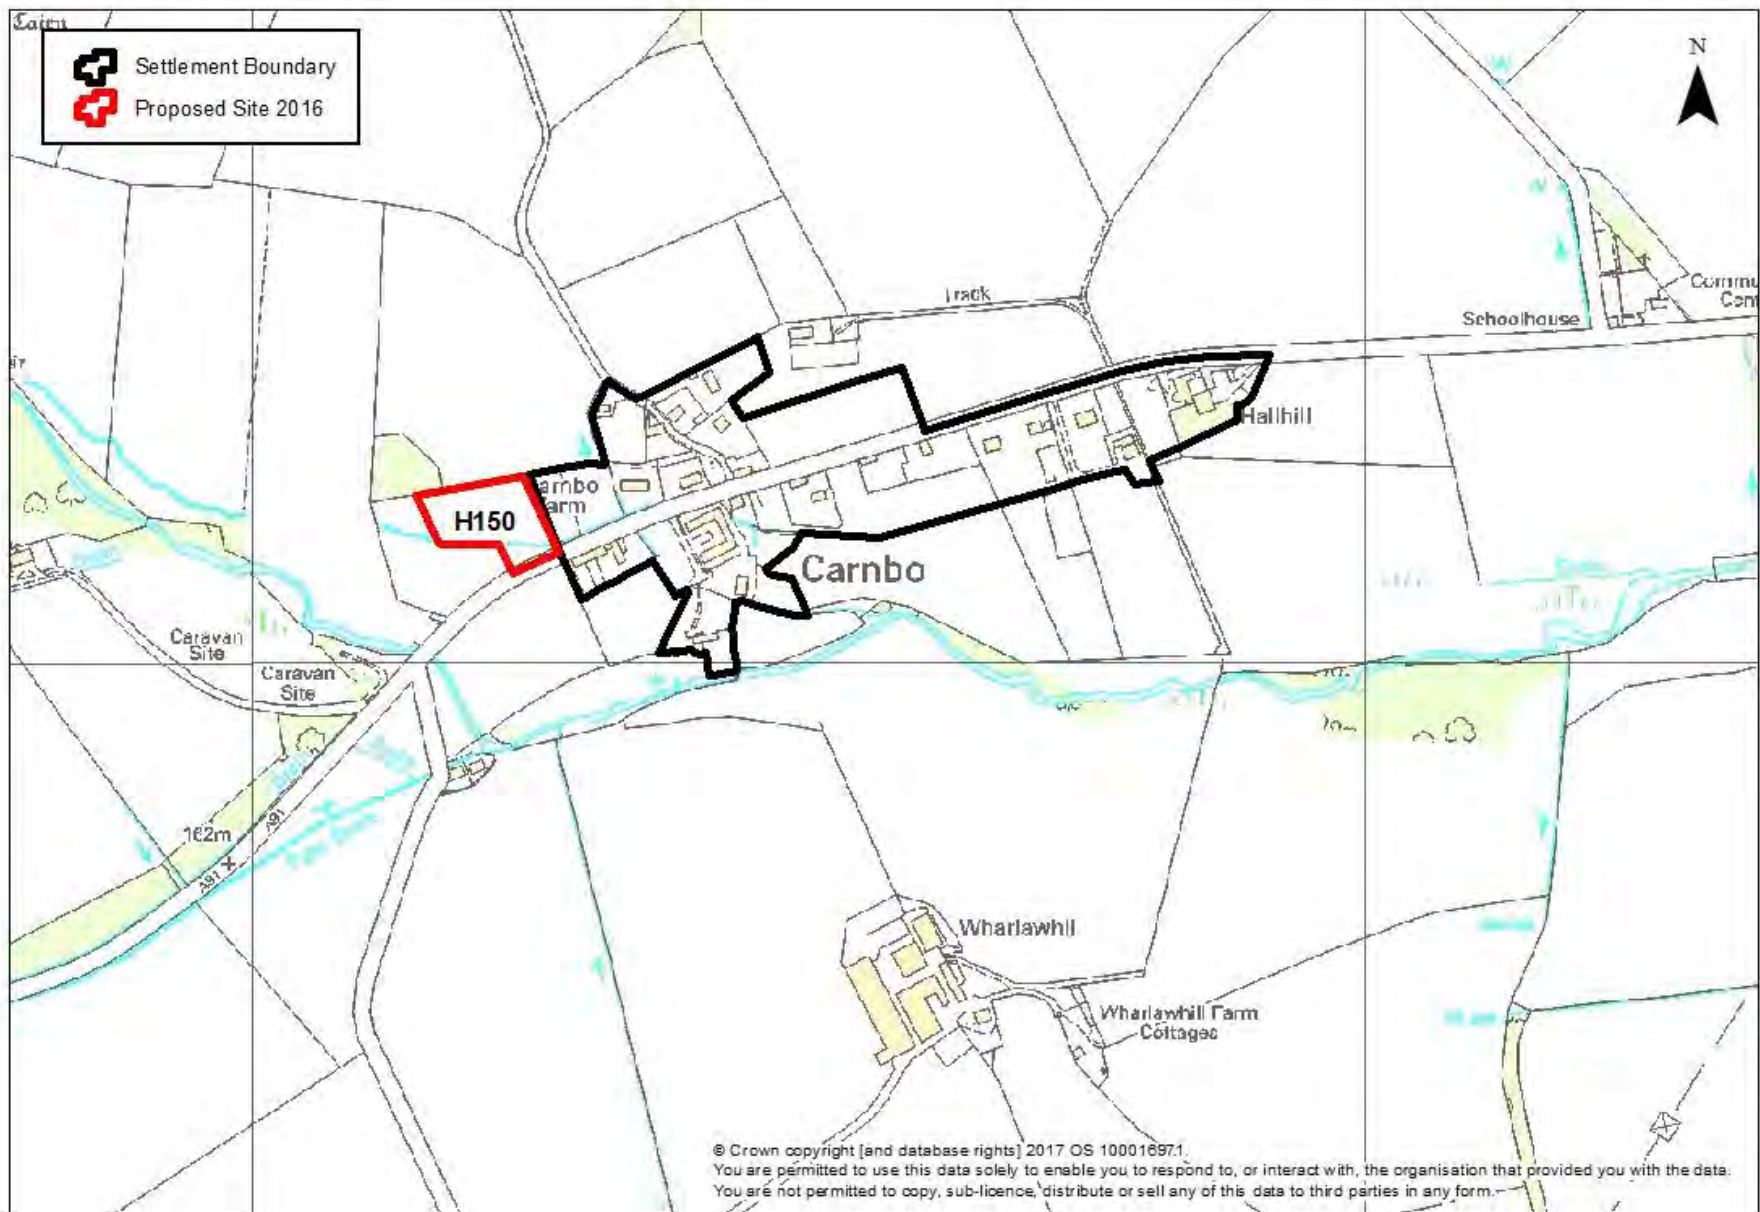 Cairn
Settlement Boundary
Proposed Site 2016
N
Track
Schoolhouse
H150
Hallhill
Carnbo
Caravan
Site
Caravan
Site
162m
A91
A91
Wharlawhill
Wharlawhill Farm
Cottages
© Crown copyright [and database rights] 2017 OS 100016971.
You are permitted to use this data solely to enable you to respond to, or interact with, the organisation that provided you with the data.
You are not permitted to copy, sub-licence, distribute or sell any of this data to third parties in any form.